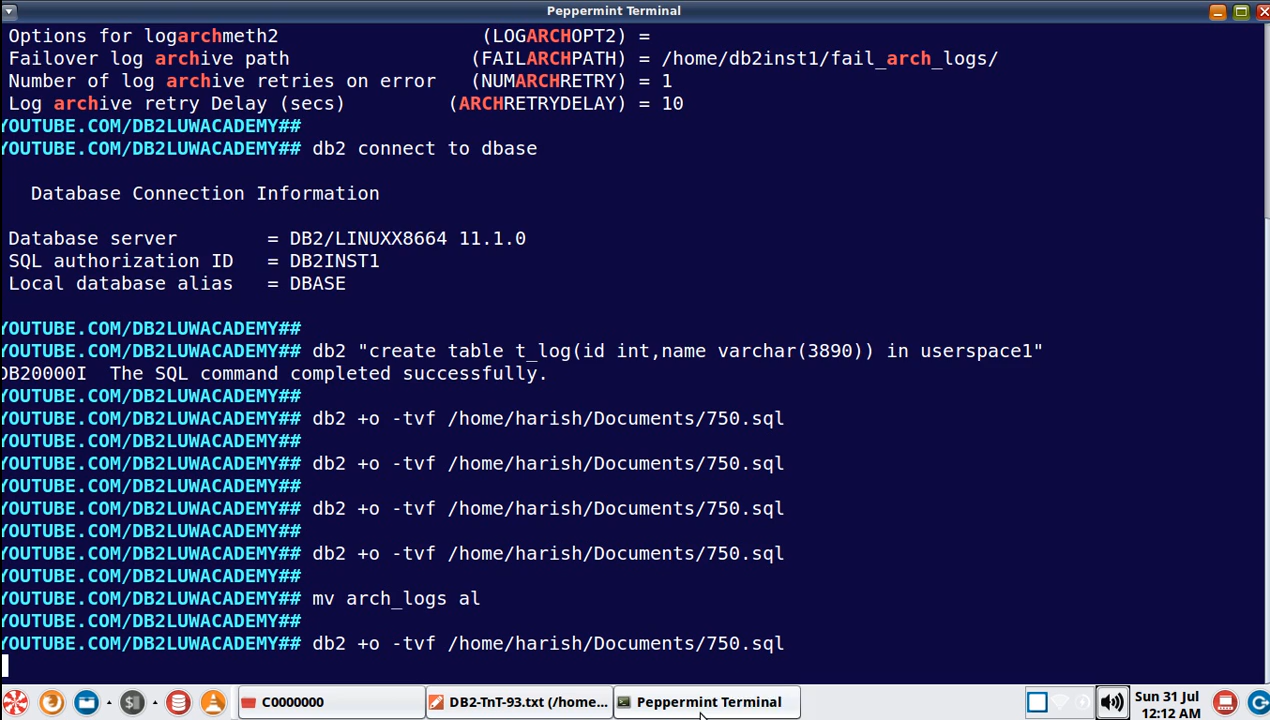 Peppermint Terminal
Options for logarchmeth2 (LOGARCHOPT2) =
Failover log archive path (FAILARCHPATH) = /home/db2inst1/fail_arch_logs/
Number of log archive retries on error (NUMARCHRETRY) = 1
Log archive retry Delay (secs) (ARCHRETRYDELAY) = 10
YOUTUBE.COM/DB2LUWACADEMY##
YOUTUBE.COM/DB2LUWACADEMY## db2 connect to dbase
Database Connection Information
Database server = DB2/LINUXX8664 11.1.0
SQL authorization ID = DB2INST1
Local database alias = DBASE
YOUTUBE.COM/DB2LUWACADEMY##
YOUTUBE.COM/DB2LUWACADEMY## db2 "create table t_log(id int,name varchar(3890)) in userspace1"
DB20000I The SQL command completed successfully.
YOUTUBE.COM/DB2LUWACADEMY##
YOUTUBE.COM/DB2LUWACADEMY## db2 +o -tvf /home/harish/Documents/750.sql
YOUTUBE.COM/DB2LUWACADEMY##
YOUTUBE.COM/DB2LUWACADEMY## db2 +o -tvf /home/harish/Documents/750.sql
YOUTUBE.COM/DB2LUWACADEMY##
YOUTUBE.COM/DB2LUWACADEMY## db2 +o -tvf /home/harish/Documents/750.sql
YOUTUBE.COM/DB2LUWACADEMY##
YOUTUBE.COM/DB2LUWACADEMY## db2 +o -tvf /home/harish/Documents/750.sql
YOUTUBE.COM/DB2LUWACADEMY##
YOUTUBE.COM/DB2LUWACADEMY## mv arch_logs al
YOUTUBE.COM/DB2LUWACADEMY##
YOUTUBE.COM/DB2LUWACADEMY## db2 +o -tvf /home/harish/Documents/750.sql
C0000000
DB2-TnT-93.txt (/home...
Peppermint Terminal
Sun 31 Jul
12:12 AM